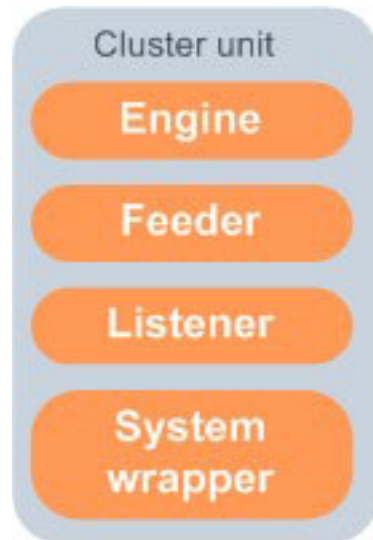 Cluster unit
Engine
Feeder
Listener
System
wrapper